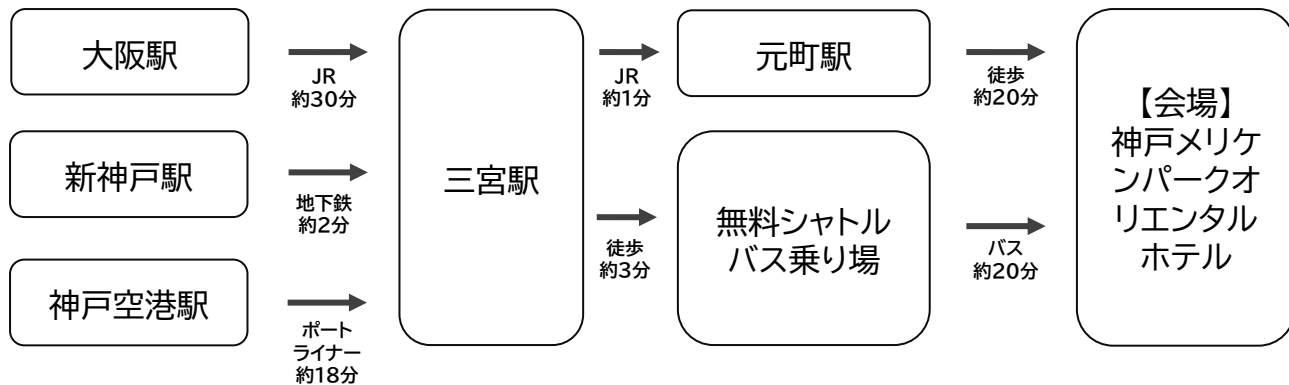 大阪駅
JR
約30分
新神戸駅
地下鉄
約2分
神戸空港駅
ポート
ライナー
約18分
三宮駅
JR
約1分
元町駅
徒歩
約20分
徒歩
約3分
無料シャトル
バス乗り場
バス
約20分
【会場】
神戸メリケ
ンパークオ
リエンタル
ホテル